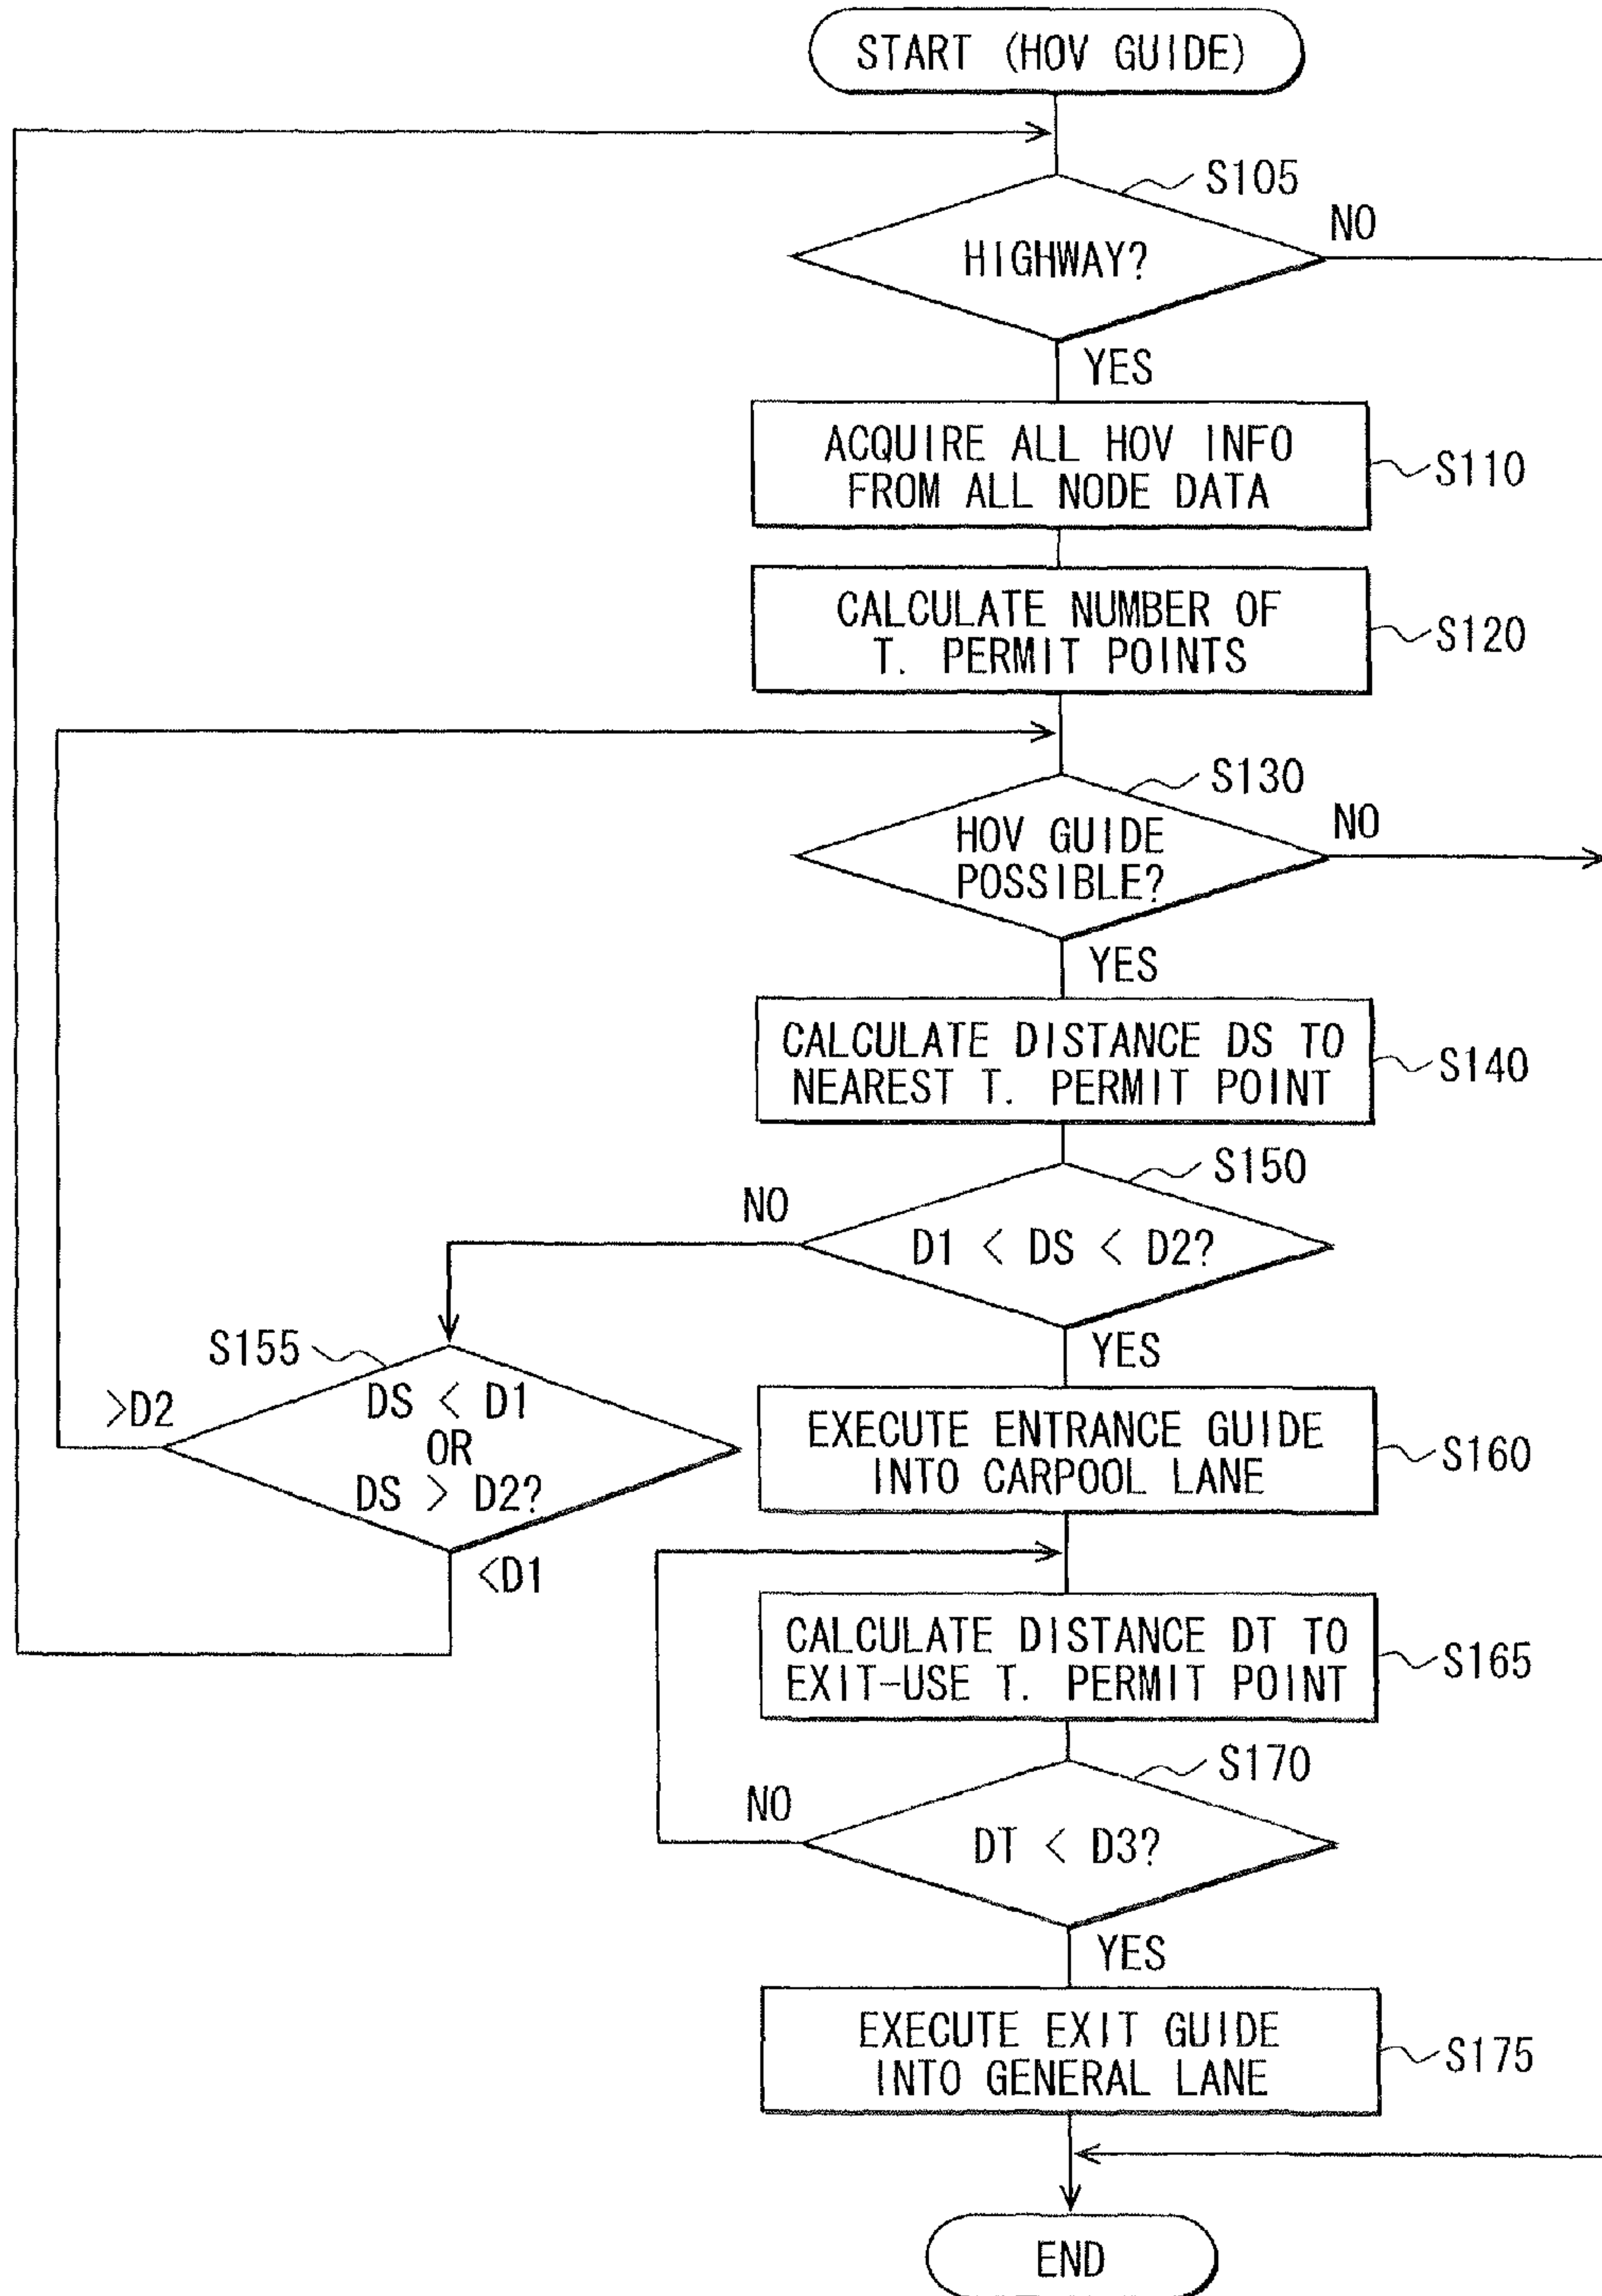 START (HOV GUIDE)
S105
NO
HIGHWAY?
YES
ACQUIRE ALL HOV INFO
FROM ALL NODE DATA
S110
CALCULATE NUMBER OF
T. PERMIT POINTS
S120
S130
NO
HOV GUIDE
POSSIBLE?
YES
CALCULATE DISTANCE DS TO
NEAREST T. PERMIT POINT
S140
S150
NO
D1 < DS < D2?
YES
S155
>D2
DS < D1
OR
DS > D2?
<D1
EXECUTE ENTRANCE GUIDE
INTO CARPOOL LANE
S160
CALCULATE DISTANCE DT TO
EXIT-USE T. PERMIT POINT
S165
S170
NO
DT < D3?
YES
EXECUTE EXIT GUIDE
INTO GENERAL LANE
S175
END